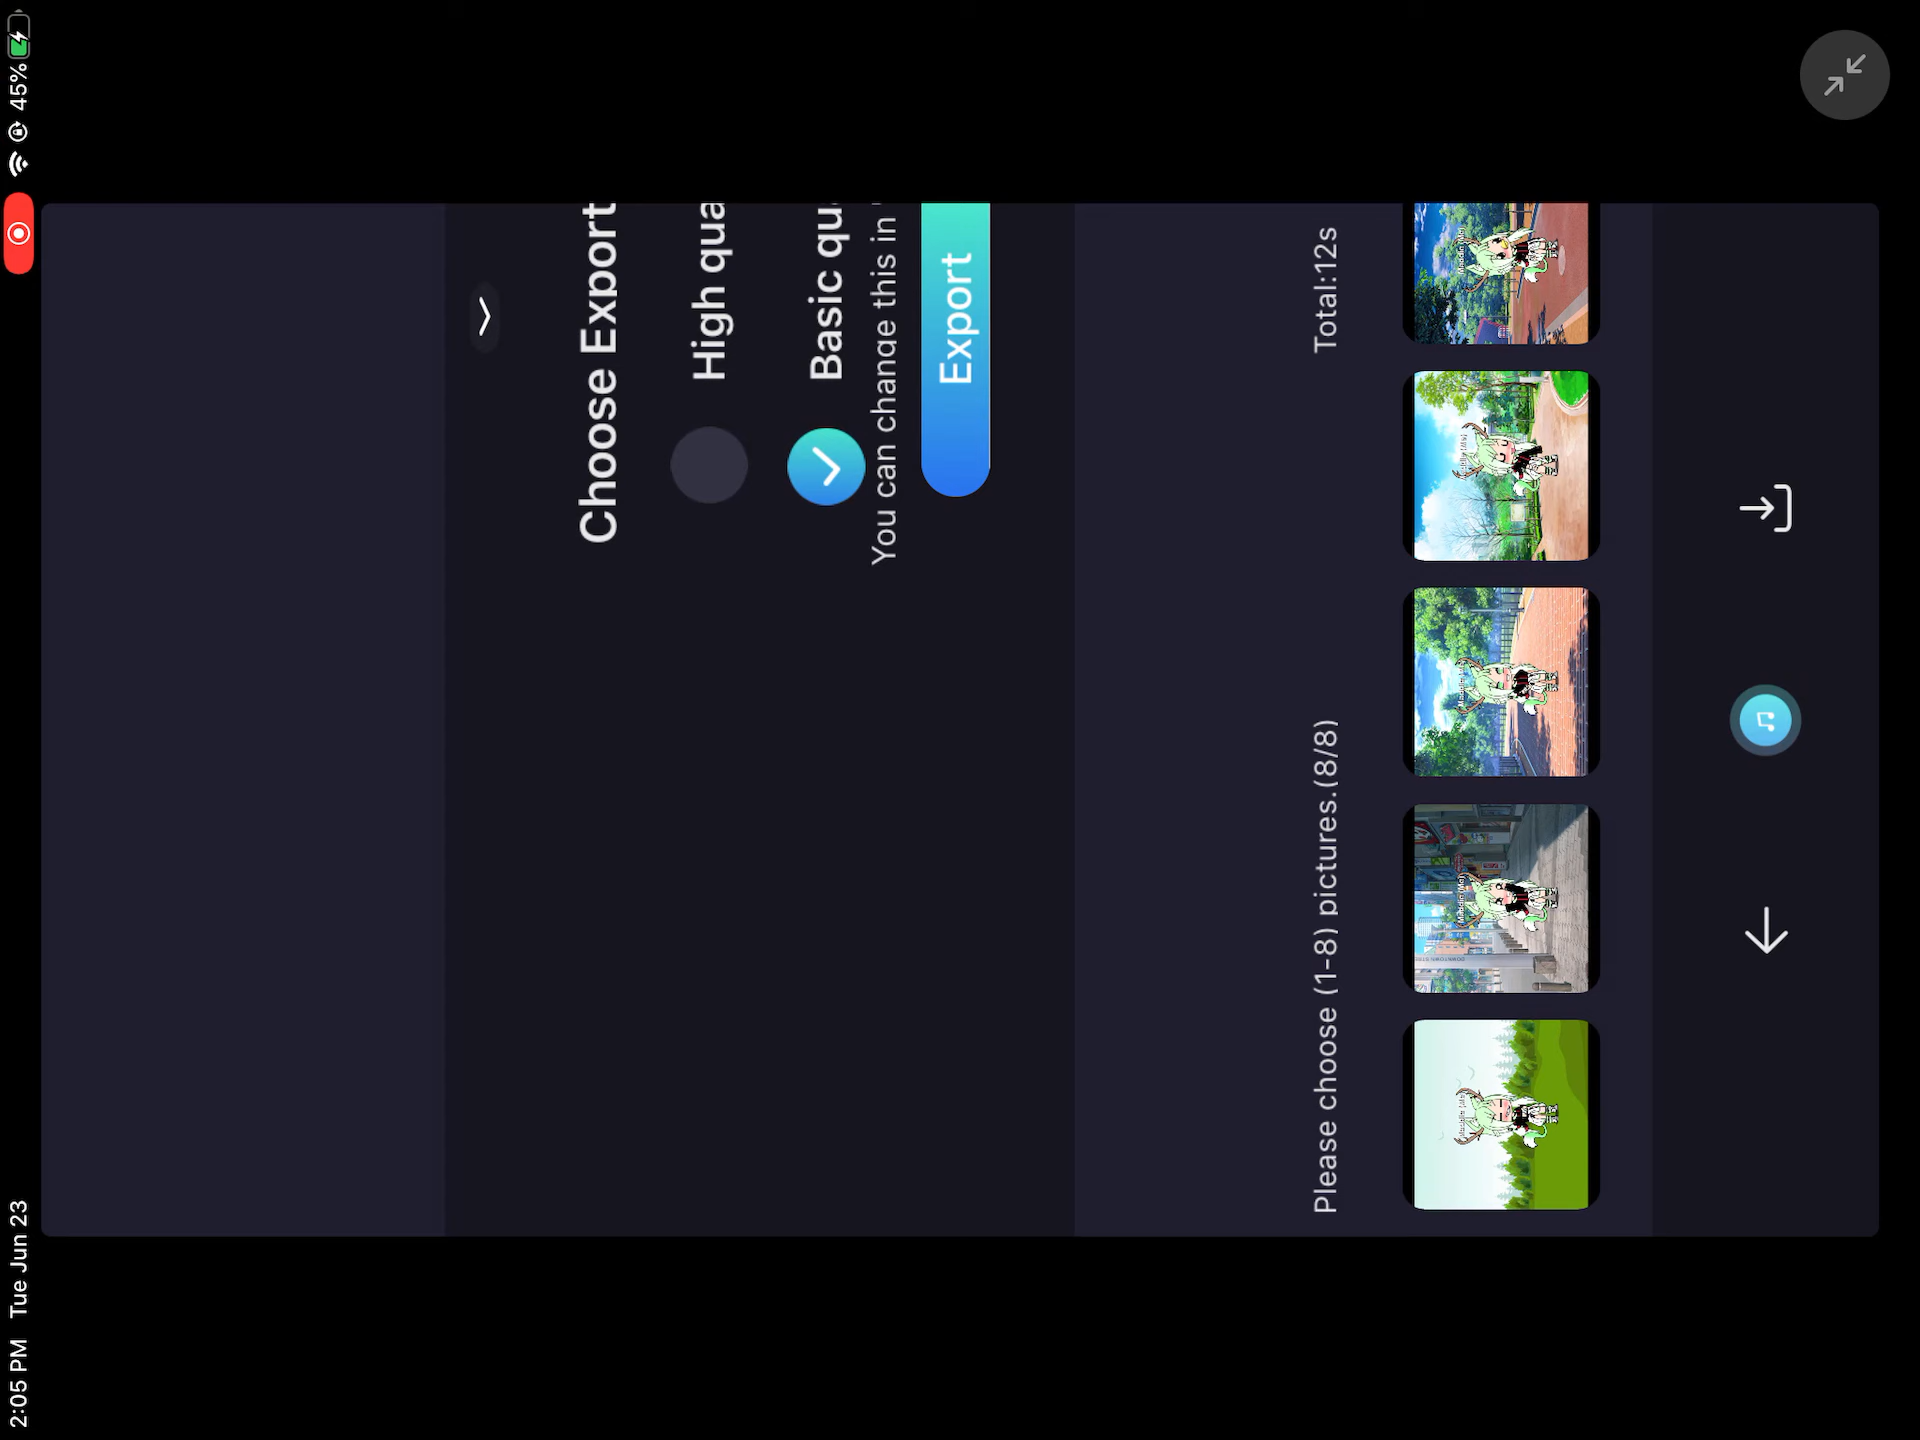 2:05 PM Tue Jun 23
45%
Choose Export
High qua
Basic qu
You can change this in
Export
Please choose (1-8) pictures.(8/8)
Total:12s